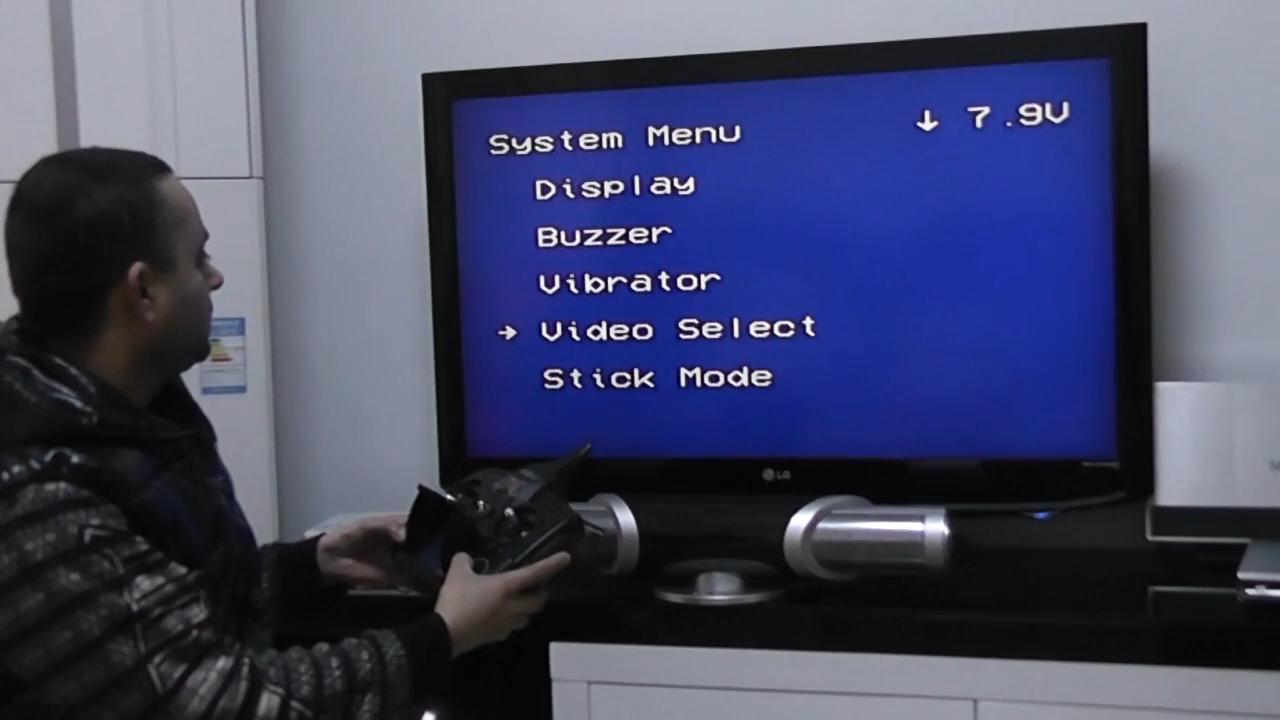 System Menu
↓ 7.9V
Display
Buzzer
Vibrator
→ Video Select
Stick Mode
LG